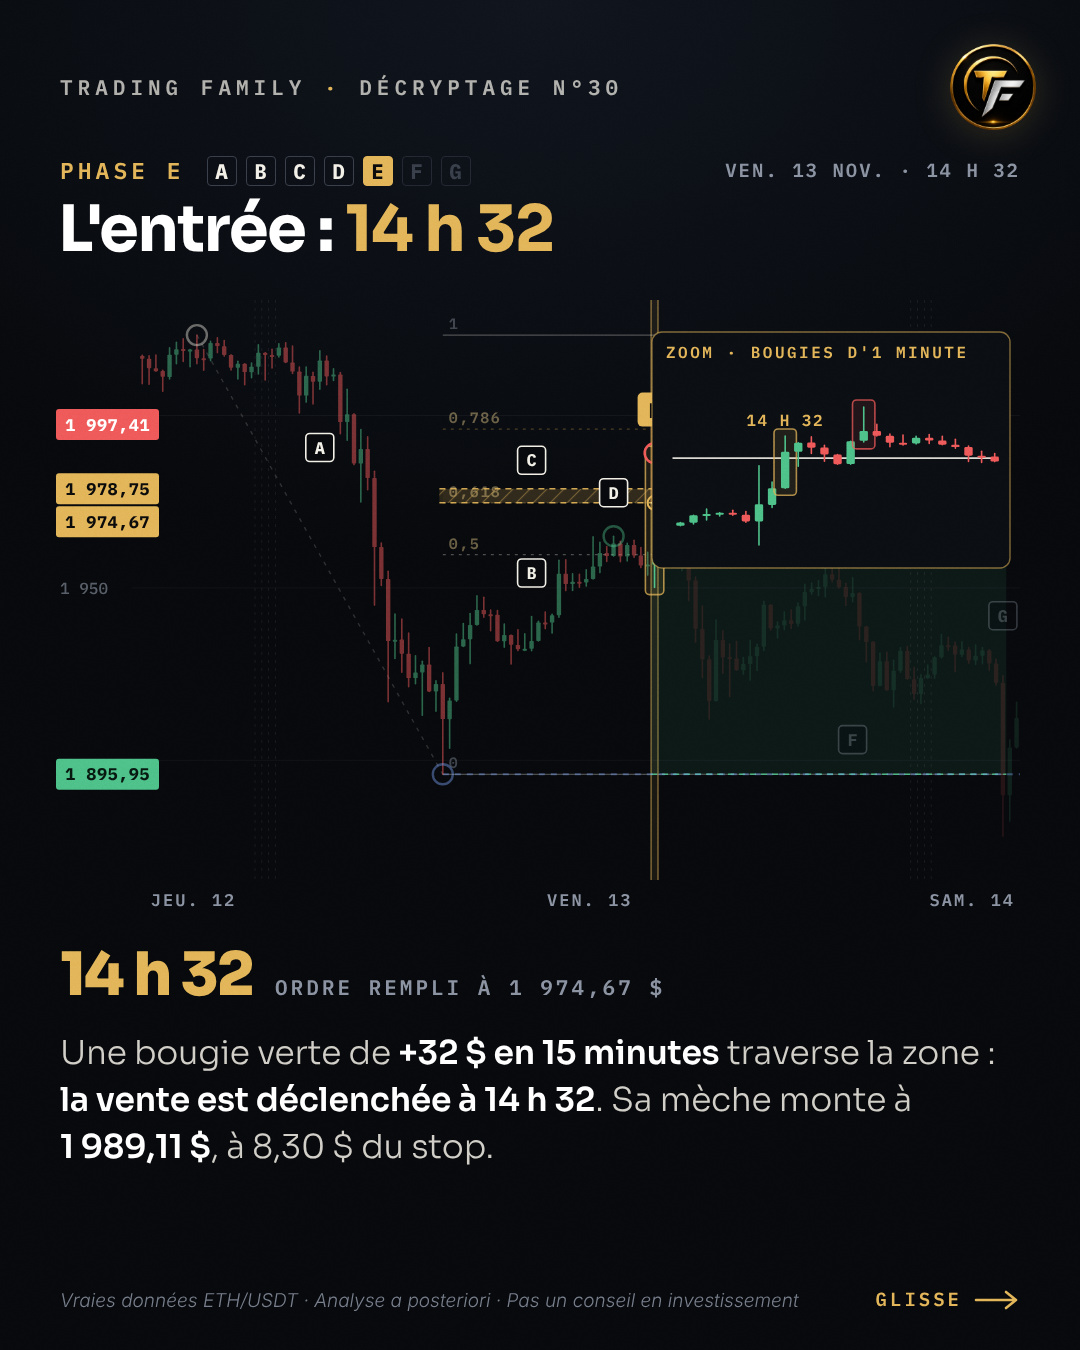 TRADING FAMILY · DÉCRYPTAGE N°30
TF
PHASE E A B C D E F G
VEN. 13 NOV. · 14 H 32
L'entrée : 14 h 32
1
ZOOM · BOUGIES D'1 MINUTE
14 H 32
0,786
1 997,41
A
C
1 978,75
0,618
D
1 974,67
0,5
B
1 950
G
F
0
1 895,95
JEU. 12
VEN. 13
SAM. 14
14 h 32 ORDRE REMPLI À 1 974,67 $
Une bougie verte de +32 $ en 15 minutes traverse la zone :
la vente est déclenchée à 14 h 32. Sa mèche monte à
1 989,11 $, à 8,30 $ du stop.
Vraies données ETH/USDT · Analyse a posteriori · Pas un conseil en investissement
GLISSE